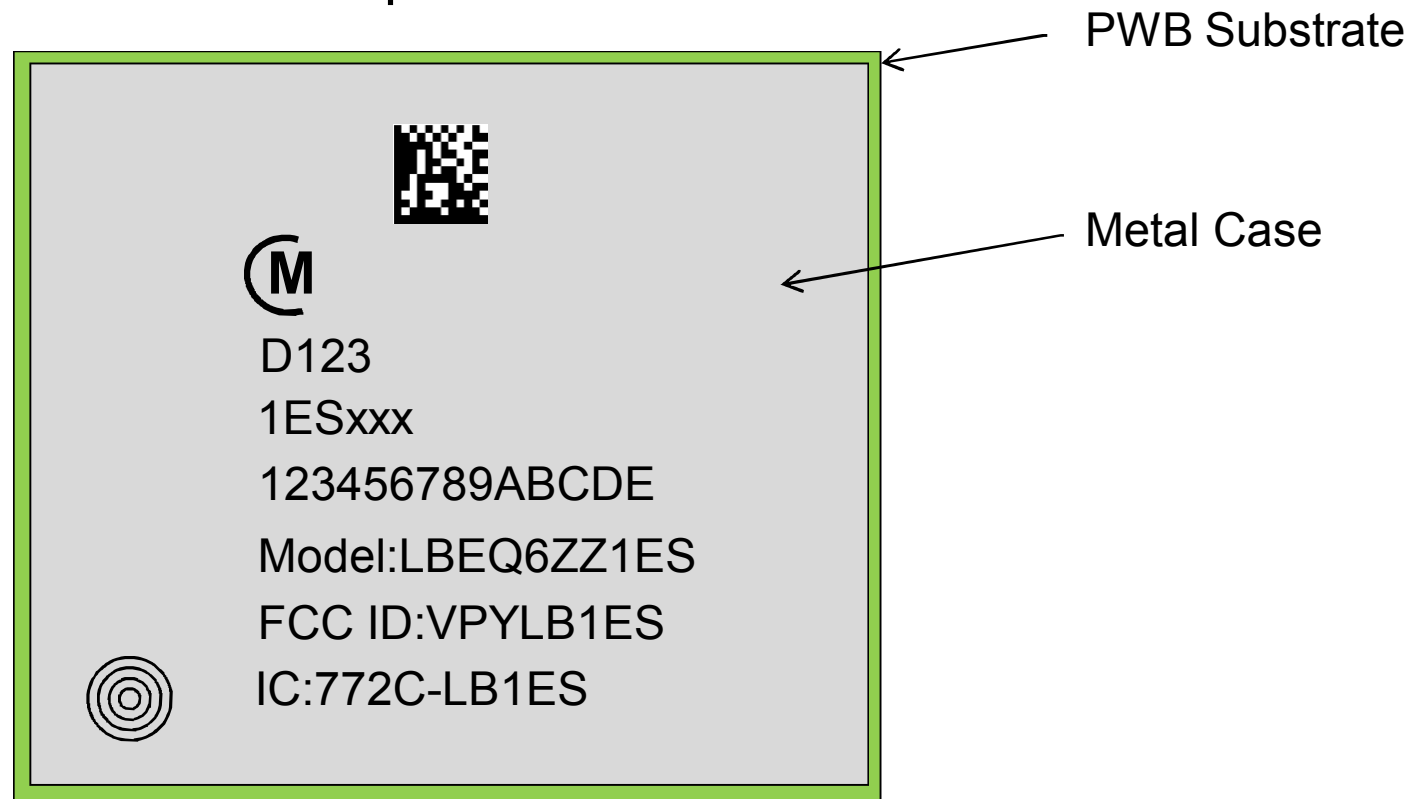 PWB Substrate
Metal Case
M
D123
1ESxxx
123456789ABCDE
Model:LBEQ6ZZ1ES
FCC ID:VPYLB1ES
IC:772C-LB1ES